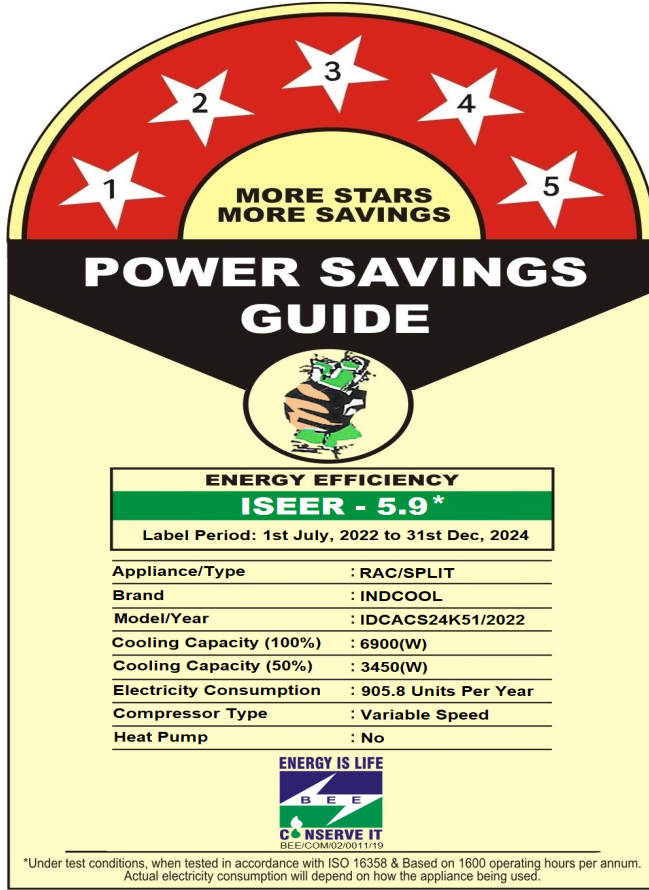 1 2 3 4 5
MORE STARS
MORE SAVINGS
POWER SAVINGS
GUIDE
ENERGY EFFICIENCY
ISEER - 5.9*
Label Period: 1st July, 2022 to 31st Dec, 2024
Appliance/Type : RAC/SPLIT
Brand : INDCOOL
Model/Year : IDCACS24K51/2022
Cooling Capacity (100%) : 6900(W)
Cooling Capacity (50%) : 3450(W)
Electricity Consumption : 905.8 Units Per Year
Compressor Type : Variable Speed
Heat Pump : No
ENERGY IS LIFE
BEE
CONSERVE IT
BEE/COM/02/0011/19
*Under test conditions, when tested in accordance with ISO 16358 & Based on 1600 operating hours per annum.
Actual electricity consumption will depend on how the appliance being used.